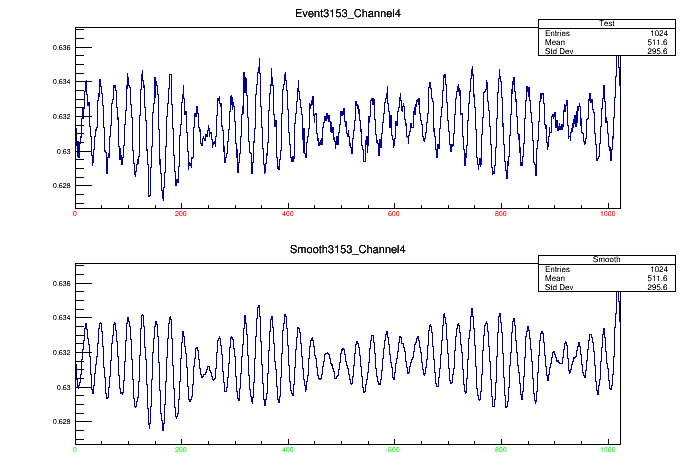 Event3153_Channel4
Test
Entries 1024
Mean 511.6
Std Dev 295.6
0.636
0.634
0.632
0.63
0.628
0 200 400 600 800 1000
Smooth3153_Channel4
Smooth
Entries 1024
Mean 511.6
Std Dev 295.6
0.636
0.634
0.632
0.63
0.628
0 200 400 600 800 1000